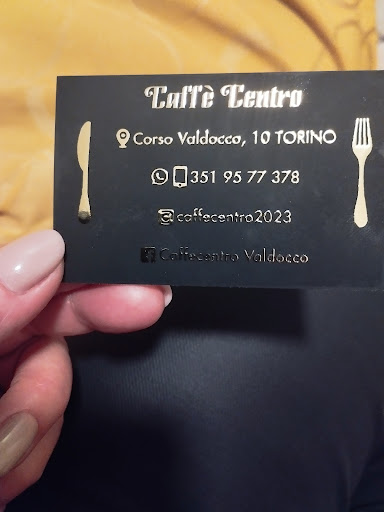 Caffè Centro
Corso Valdocco, 10 TORINO
351 95 77 378
@caffecentro2023
Caffecentro Valdocco